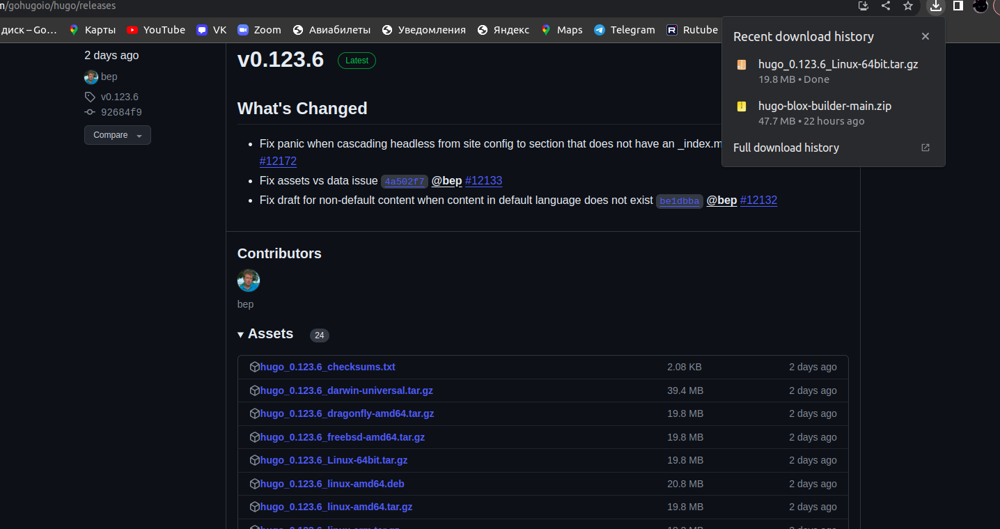 /gohugoio/hugo/releases
диск – Go... Карты YouTube VK Zoom Авиабилеты Уведомления Яндекс Maps Telegram Rutube
Recent download history
hugo_0.123.6_Linux-64bit.tar.gz
19.8 MB • Done
hugo-blox-builder-main.zip
47.7 MB • 22 hours ago
Full download history
2 days ago
bep
v0.123.6
92684f9
Compare
v0.123.6 Latest
What's Changed
Fix panic when cascading headless from site config to section that does not have an
#12172
Fix assets vs data issue 4a502f7 @bep #12133
Fix draft for non-default content when content in default language does not exist be1dbba @bep #12132
Contributors
bep
Assets 24
hugo_0.123.6_checksums.txt 2.08 KB 2 days ago
hugo_0.123.6_darwin-universal.tar.gz 39.4 MB 2 days ago
hugo_0.123.6_dragonfly-amd64.tar.gz 19.8 MB 2 days ago
hugo_0.123.6_freebsd-amd64.tar.gz 19.8 MB 2 days ago
hugo_0.123.6_Linux-64bit.tar.gz 19.8 MB 2 days ago
hugo_0.123.6_linux-amd64.deb 20.8 MB 2 days ago
hugo_0.123.6_linux-amd64.tar.gz 19.8 MB 2 days ago